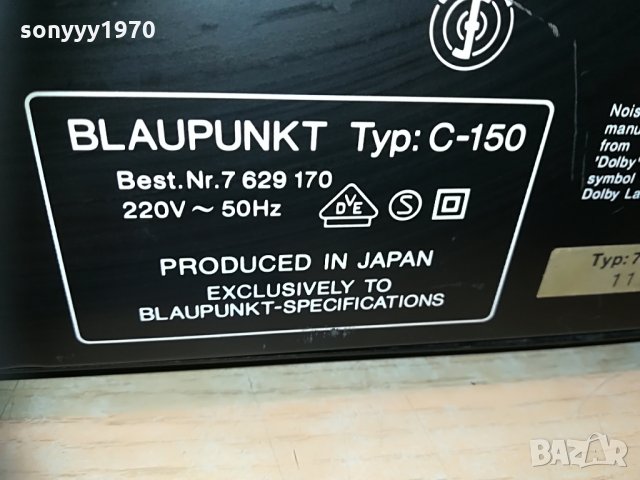 sonyyy1970
BLAUPUNKT Typ: C-150
Best.Nr.7 629 170
220V ~ 50Hz
DVE S
PRODUCED IN JAPAN
EXCLUSIVELY TO
BLAUPUNKT-SPECIFICATIONS
Nois
manu
from
'Dolby'
symbol
Dolby La
Typ:7
11
BAZAR